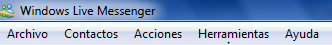 Windows Live Messenger
Archivo Contactos Acciones Herramientas Ayuda